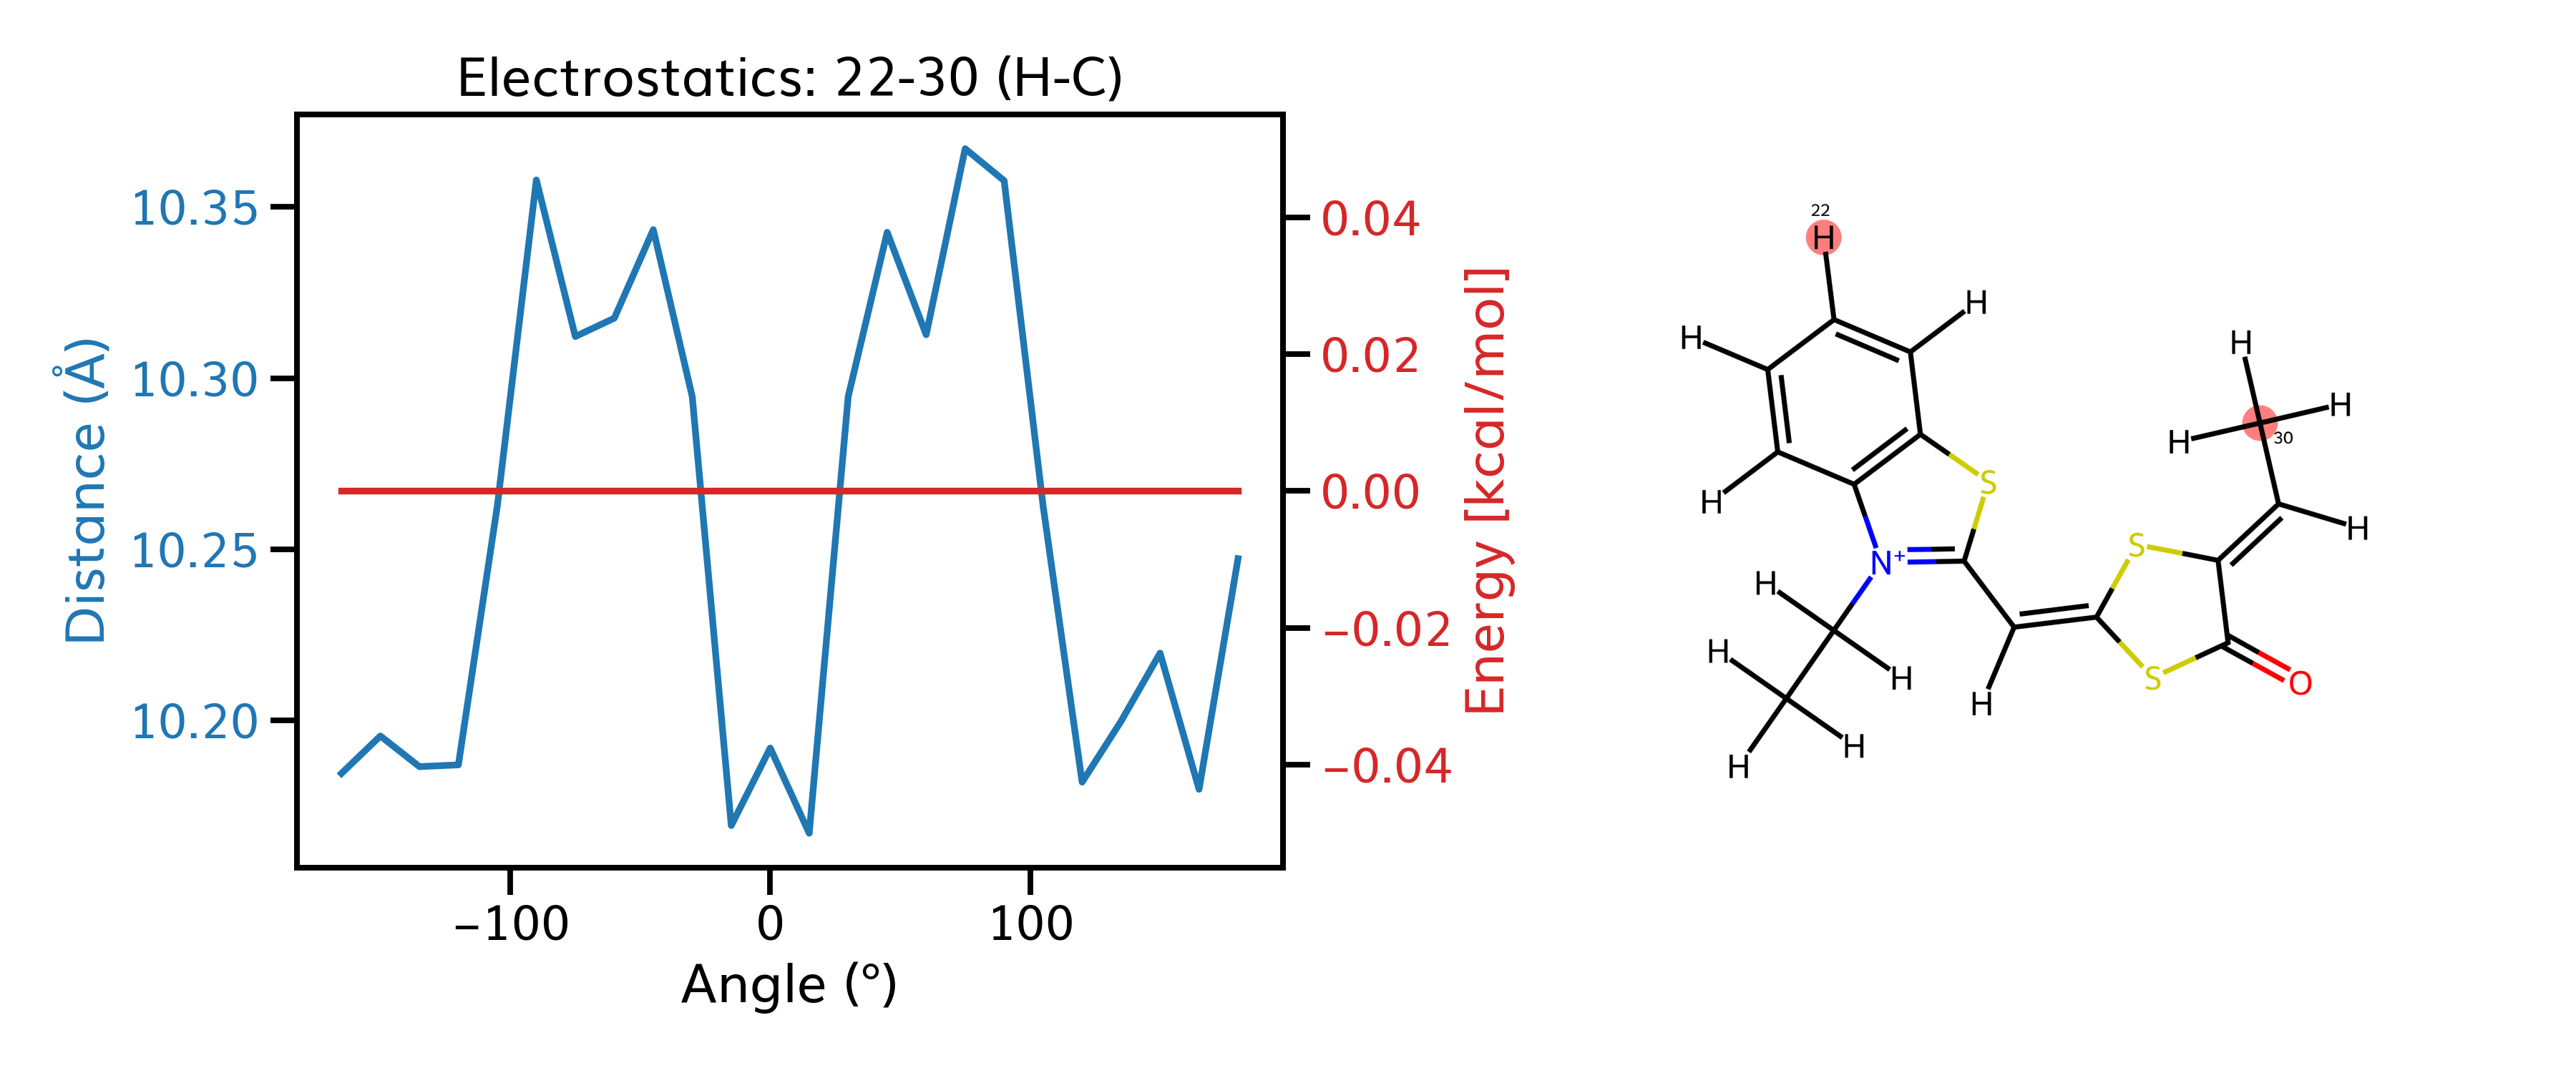 Electrostatics: 22-30 (H-C)
Distance (Å)
10.35
10.30
10.25
10.20
−100
0
100
Angle (°)
0.04
0.02
0.00
−0.02
−0.04
Energy [kcal/mol]
22
H
H
H
H
H
H
H
30
S
H
H
N⁺
S
H
H
H
S
O
H
H
H